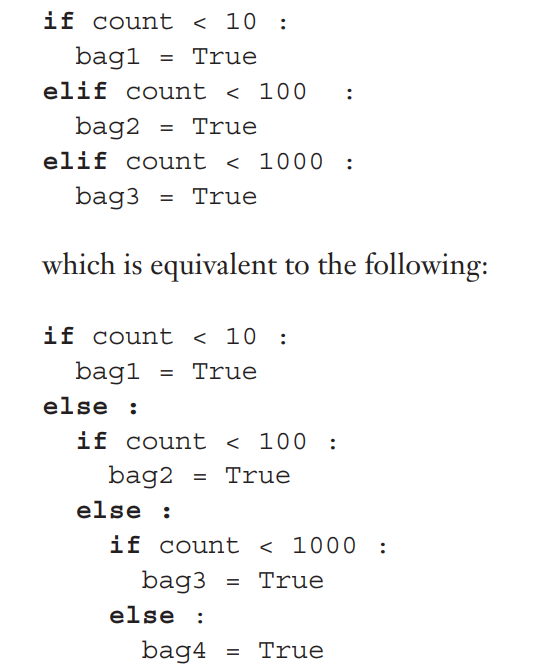 if count < 10 :
  bag1 = True
elif count < 100  :
  bag2 = True
elif count < 1000 :
  bag3 = True
which is equivalent to the following:
if count < 10 :
  bag1 = True
else :
  if count < 100 :
    bag2 = True
  else :
    if count < 1000 :
      bag3 = True
    else :
      bag4 = True